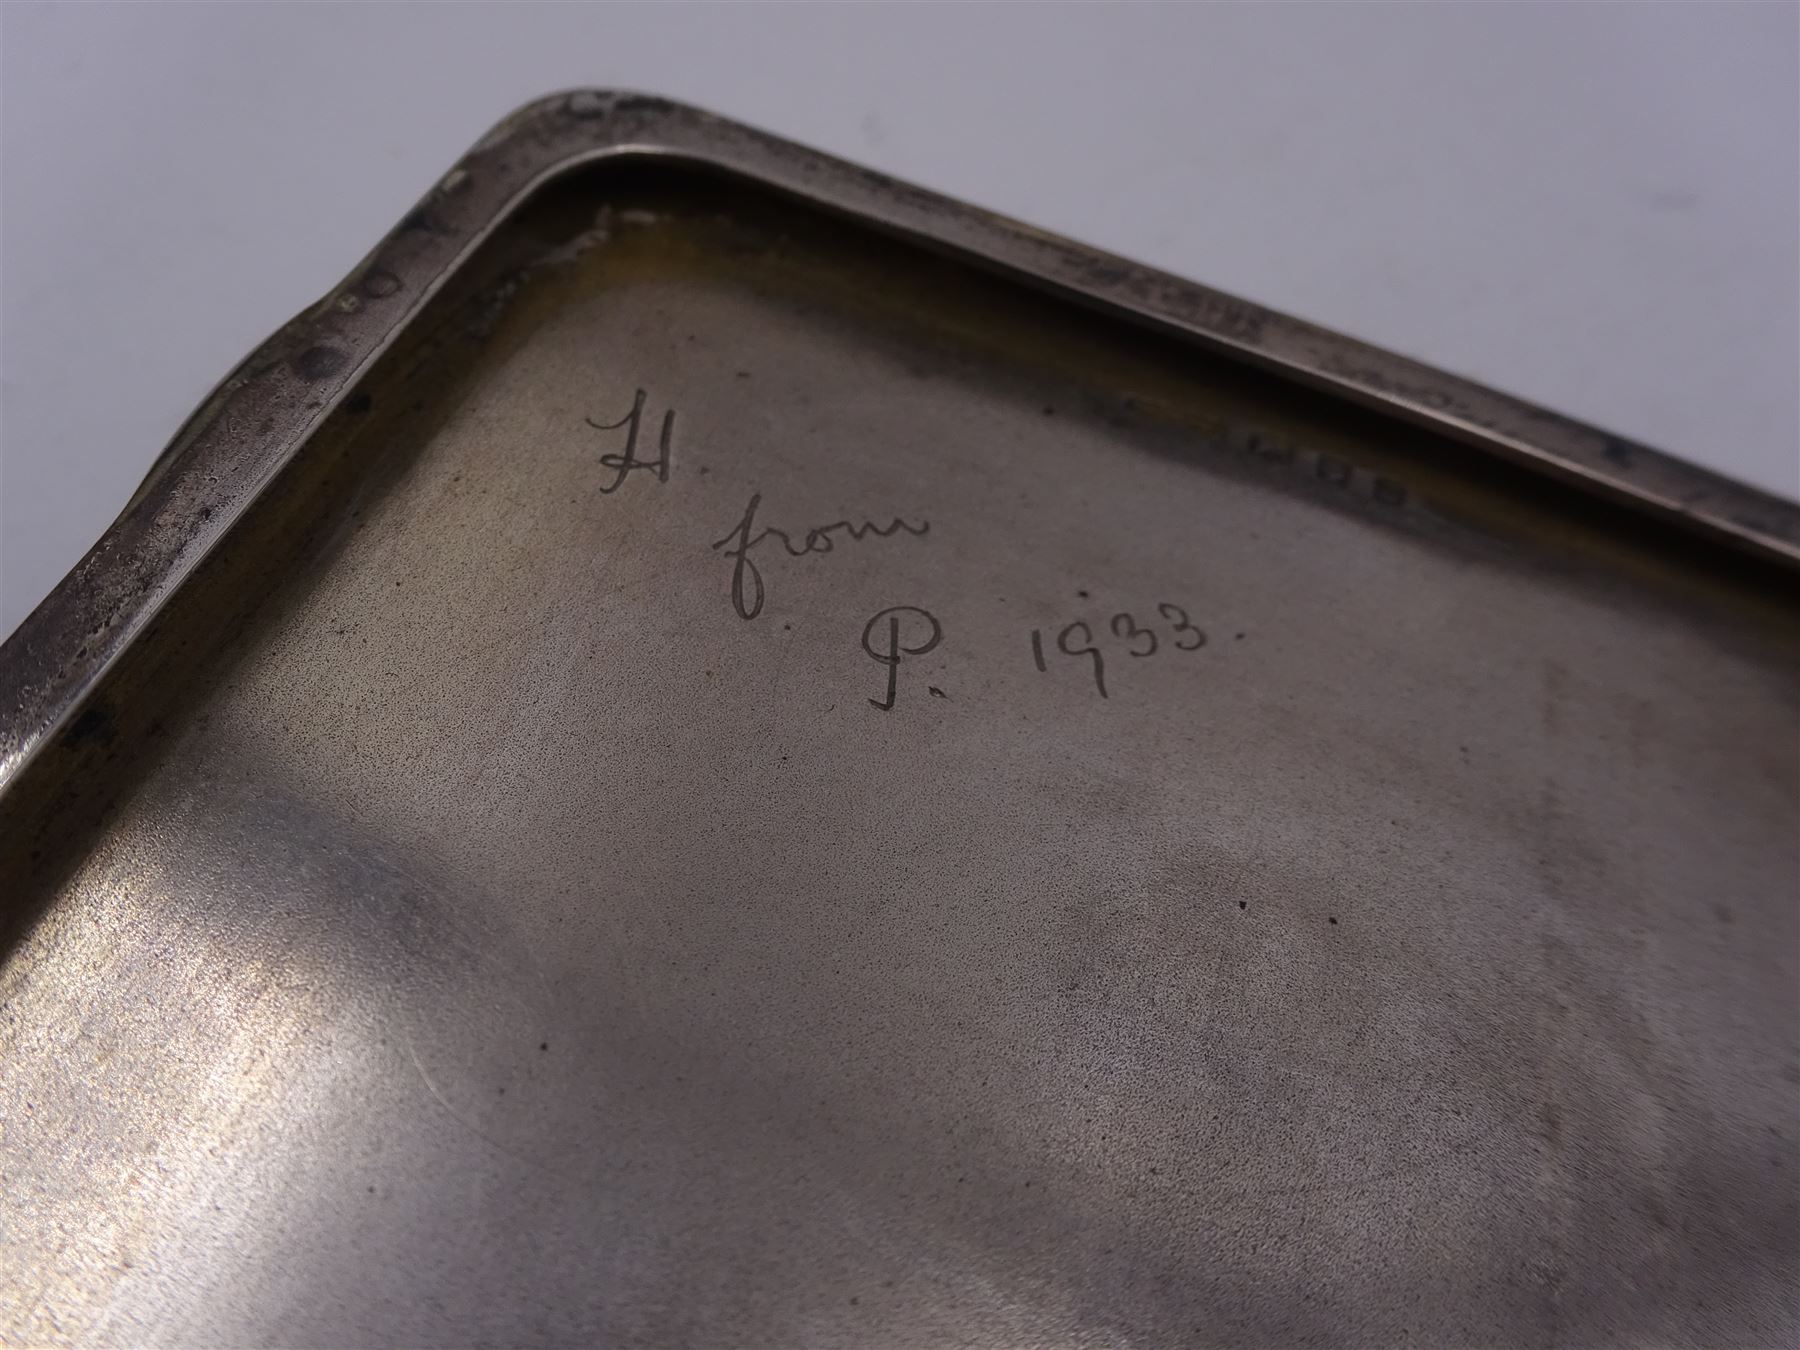 H.
from
P. 1933.